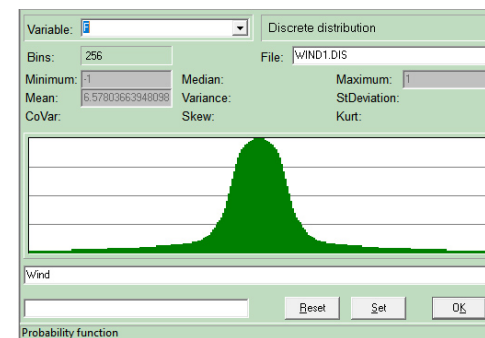 Variable: F Discrete distribution
Bins: 256 File: WIND1.DIS
Minimum: -1 Median: Maximum: 1
Mean: 6.57803663948098 Variance: StDeviation:
CoVar: Skew: Kurt:
Wind
Reset Set OK
Probability function